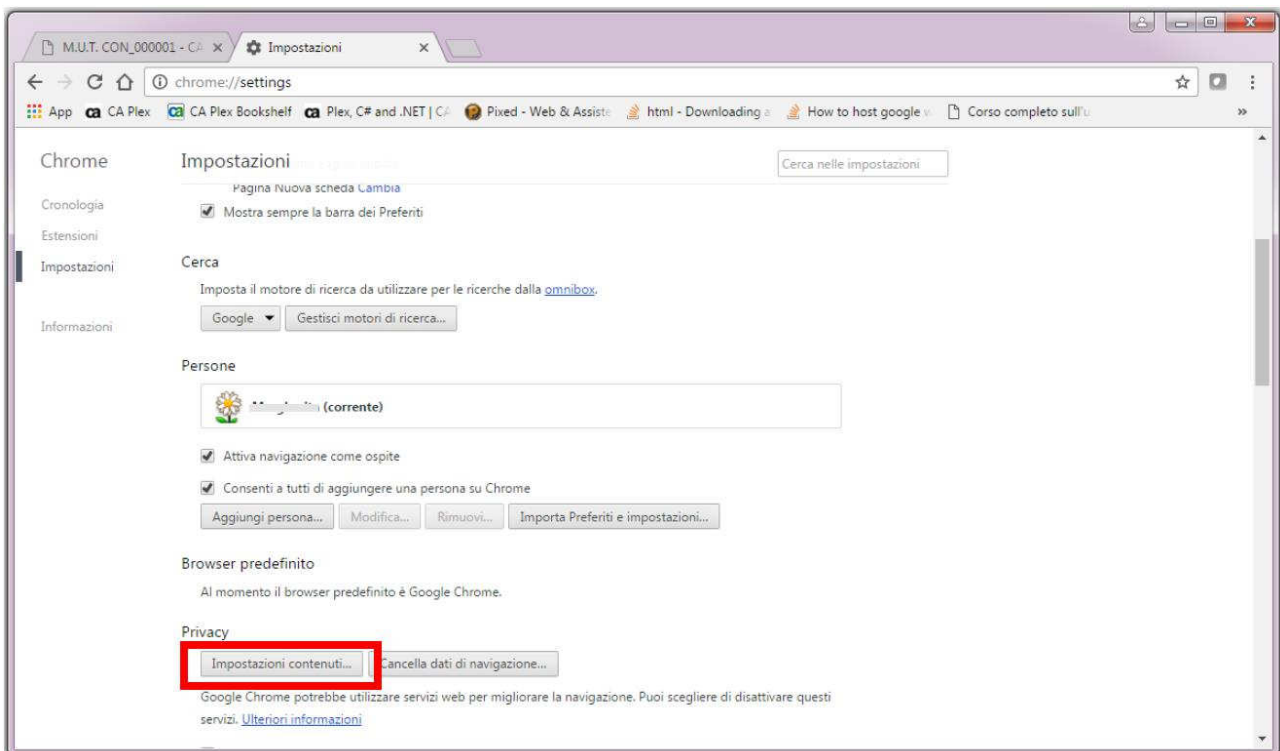 M.U.T. CON_000001 - CA
Impostazioni
chrome://settings
App
CA Plex
CA Plex Bookshelf
Plex, C# and .NET | CA
Pixed - Web & Assiste
html - Downloading a
How to host google w
Corso completo sull'u
Chrome
Impostazioni
Cerca nelle impostazioni
Cronologia
Estensioni
Impostazioni
Informazioni
Pagina Nuova scheda Cambia
Mostra sempre la barra dei Preferiti
Cerca
Imposta il motore di ricerca da utilizzare per le ricerche dalla omnibox.
Google
Gestisci motori di ricerca...
Persone
(corrente)
Attiva navigazione come ospite
Consenti a tutti di aggiungere una persona su Chrome
Aggiungi persona...
Modifica...
Rimuovi...
Importa Preferiti e impostazioni...
Browser predefinito
Al momento il browser predefinito è Google Chrome.
Privacy
Impostazioni contenuti...
Cancella dati di navigazione...
Google Chrome potrebbe utilizzare servizi web per migliorare la navigazione. Puoi scegliere di disattivare questi
servizi. Ulteriori informazioni